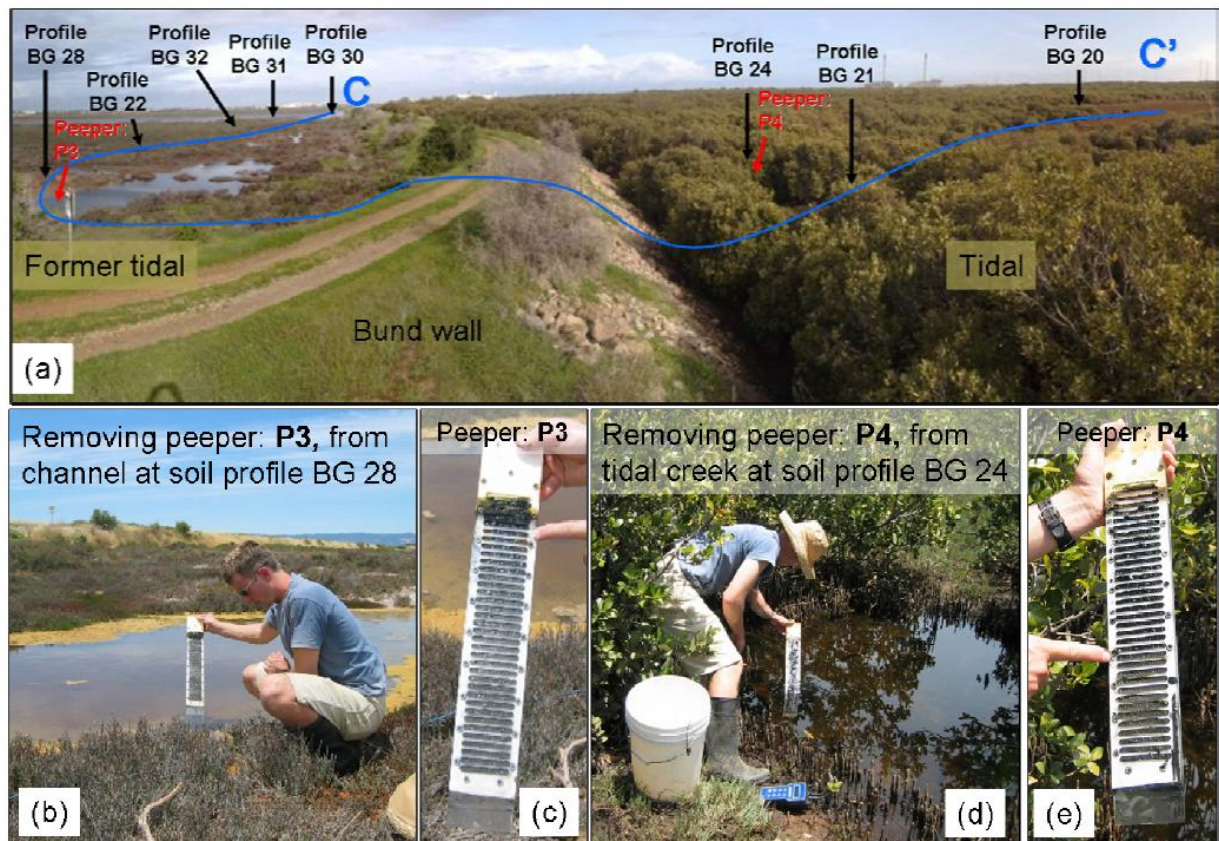 Profile
BG 28
Profile
BG 22
Profile
BG 32
Profile
BG 31
Profile
BG 30
C
Peeper:
P3
Profile
BG 24
Peeper:
P4
Profile
BG 21
Profile
BG 20
C’
Former tidal
Bund wall
Tidal
(a)
Removing peeper: P3, from
channel at soil profile BG 28
(b)
Peeper: P3
(c)
Removing peeper: P4, from
tidal creek at soil profile BG 24
(d)
Peeper: P4
(e)